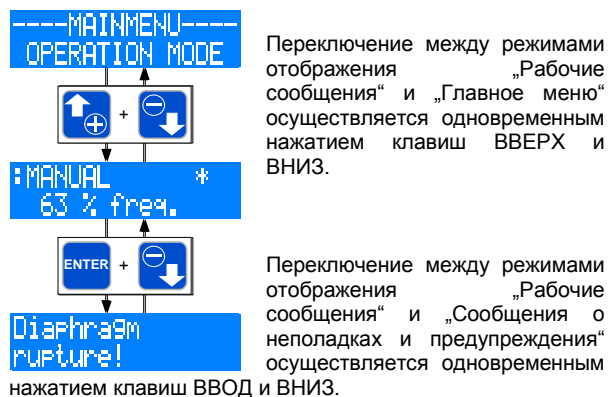 ----MAINMENU----
OPERATION MODE
+
:MANUAL *
63 % freq.
ENTER +
Diaphragm
rupture!
Переключение между режимами
отображения „Рабочие
сообщения“ и „Главное меню“
осуществляется одновременным
нажатием клавиш ВВЕРХ и
ВНИЗ.
Переключение между режимами
отображения „Рабочие
сообщения“ и „Сообщения о
неполадках и предупреждения“
осуществляется одновременным
нажатием клавиш ВВОД и ВНИЗ.